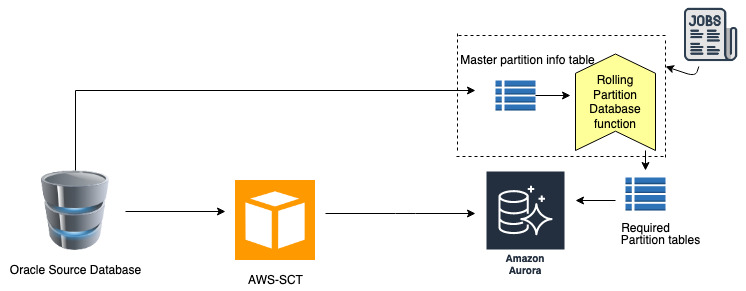 JOBS
Master partition info table
Rolling
Partition
Database
function
Required
Partition tables
Oracle Source Database
AWS-SCT
Amazon
Aurora